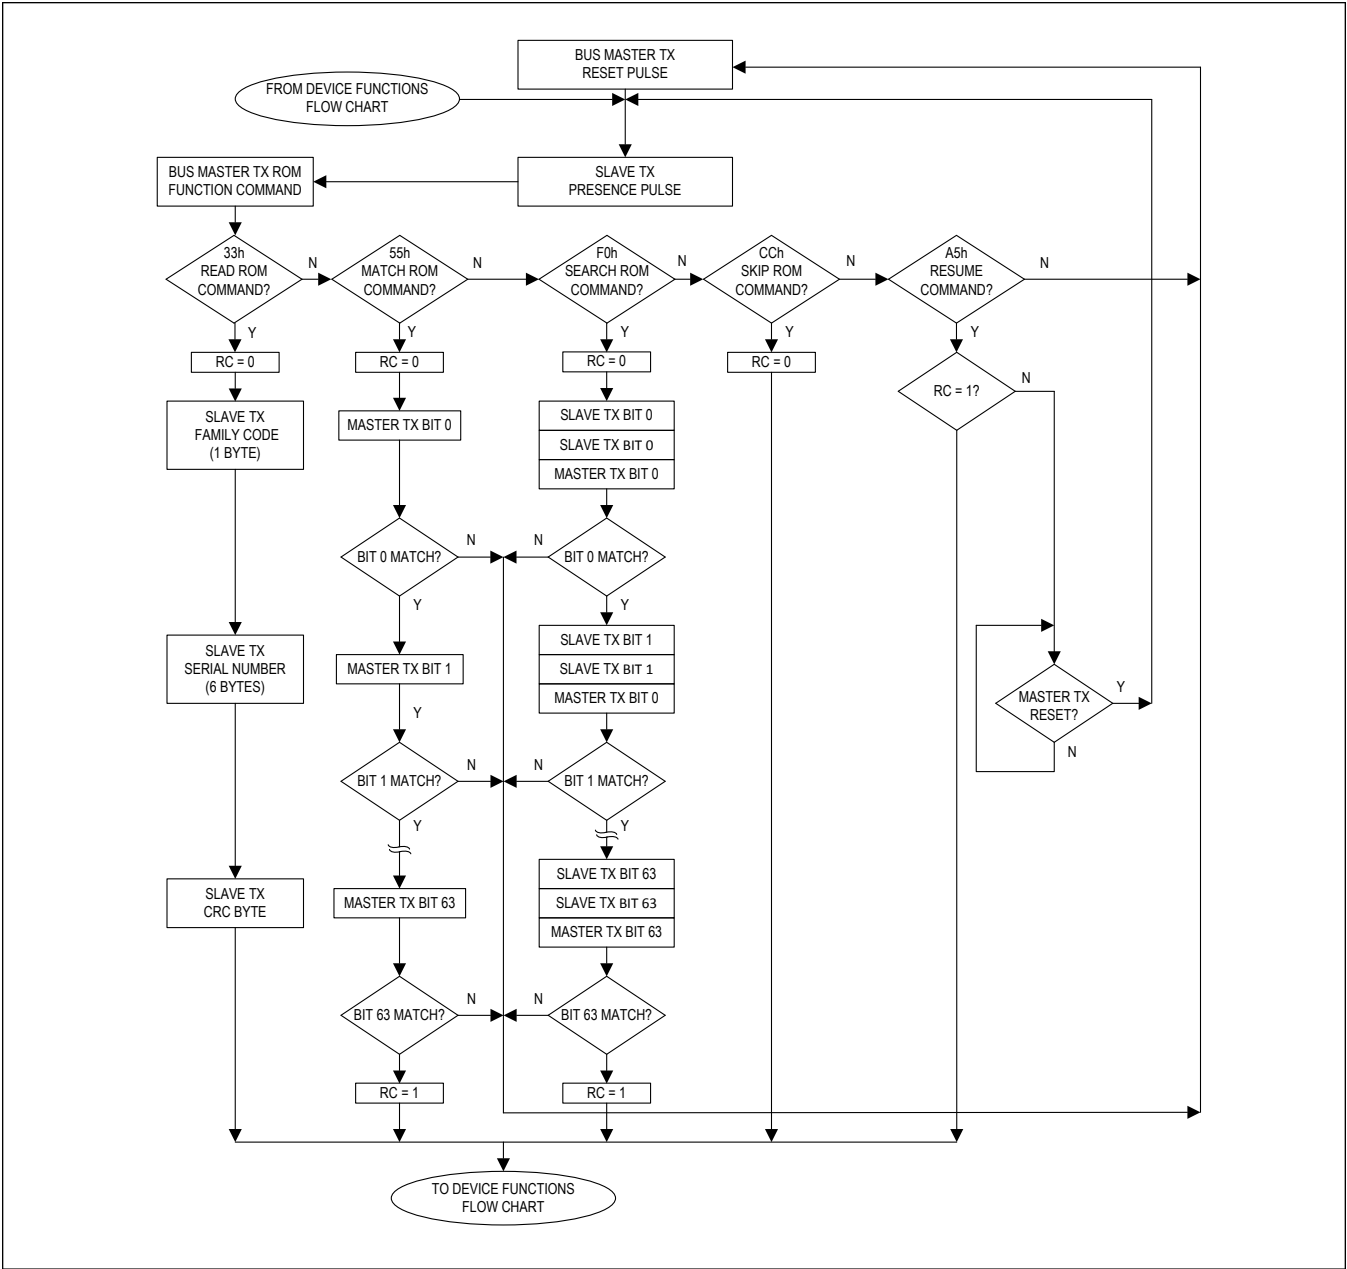 BUS MASTER TX
RESET PULSE
FROM DEVICE FUNCTIONS
FLOW CHART
BUS MASTER TX ROM
FUNCTION COMMAND
SLAVE TX
PRESENCE PULSE
33h
READ ROM
COMMAND?
N
55h
MATCH ROM
COMMAND?
N
F0h
SEARCH ROM
COMMAND?
N
CCh
SKIP ROM
COMMAND?
N
A5h
RESUME
COMMAND?
N
Y
Y
Y
Y
Y
RC = 0
RC = 0
RC = 0
RC = 0
RC = 1?
N
SLAVE TX
FAMILY CODE
(1 BYTE)
MASTER TX BIT 0
SLAVE TX BIT 0
SLAVE TX BIT 0
MASTER TX BIT 0
BIT 0 MATCH?
N
N
BIT 0 MATCH?
Y
Y
SLAVE TX
SERIAL NUMBER
(6 BYTES)
MASTER TX BIT 1
SLAVE TX BIT 1
SLAVE TX BIT 1
MASTER TX BIT 0
MASTER TX
RESET?
Y
N
Y
BIT 1 MATCH?
N
N
BIT 1 MATCH?
Y
Y
SLAVE TX
CRC BYTE
MASTER TX BIT 63
SLAVE TX BIT 63
SLAVE TX BIT 63
MASTER TX BIT 63
BIT 63 MATCH?
N
N
BIT 63 MATCH?
RC = 1
RC = 1
TO DEVICE FUNCTIONS
FLOW CHART